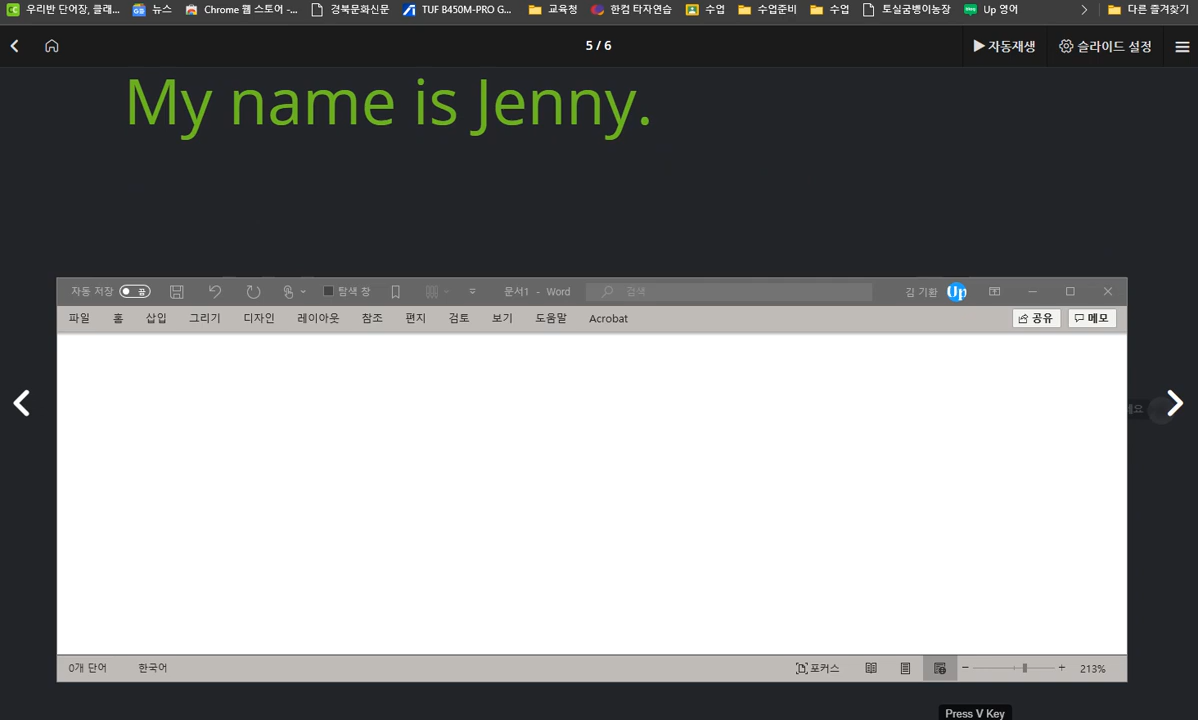 우리반 단어장, 클래... 뉴스 Chrome 웹 스토어 -... 경북문화신문 TUF B450M-PRO G... 교육청 한컴 타자연습 수업 수업준비 수업 토실굼벵이농장 Up 영어 다른 즐겨찾기
5 / 6 자동재생 슬라이드 설정
My name is Jenny.
자동 저장 끔 탐색 창 문서1 - Word 검색 김 기환 Up
파일 홈 삽입 그리기 디자인 레이아웃 참조 편지 검토 보기 도움말 Acrobat 공유 메모
0개 단어 한국어 포커스 213%
Press V Key